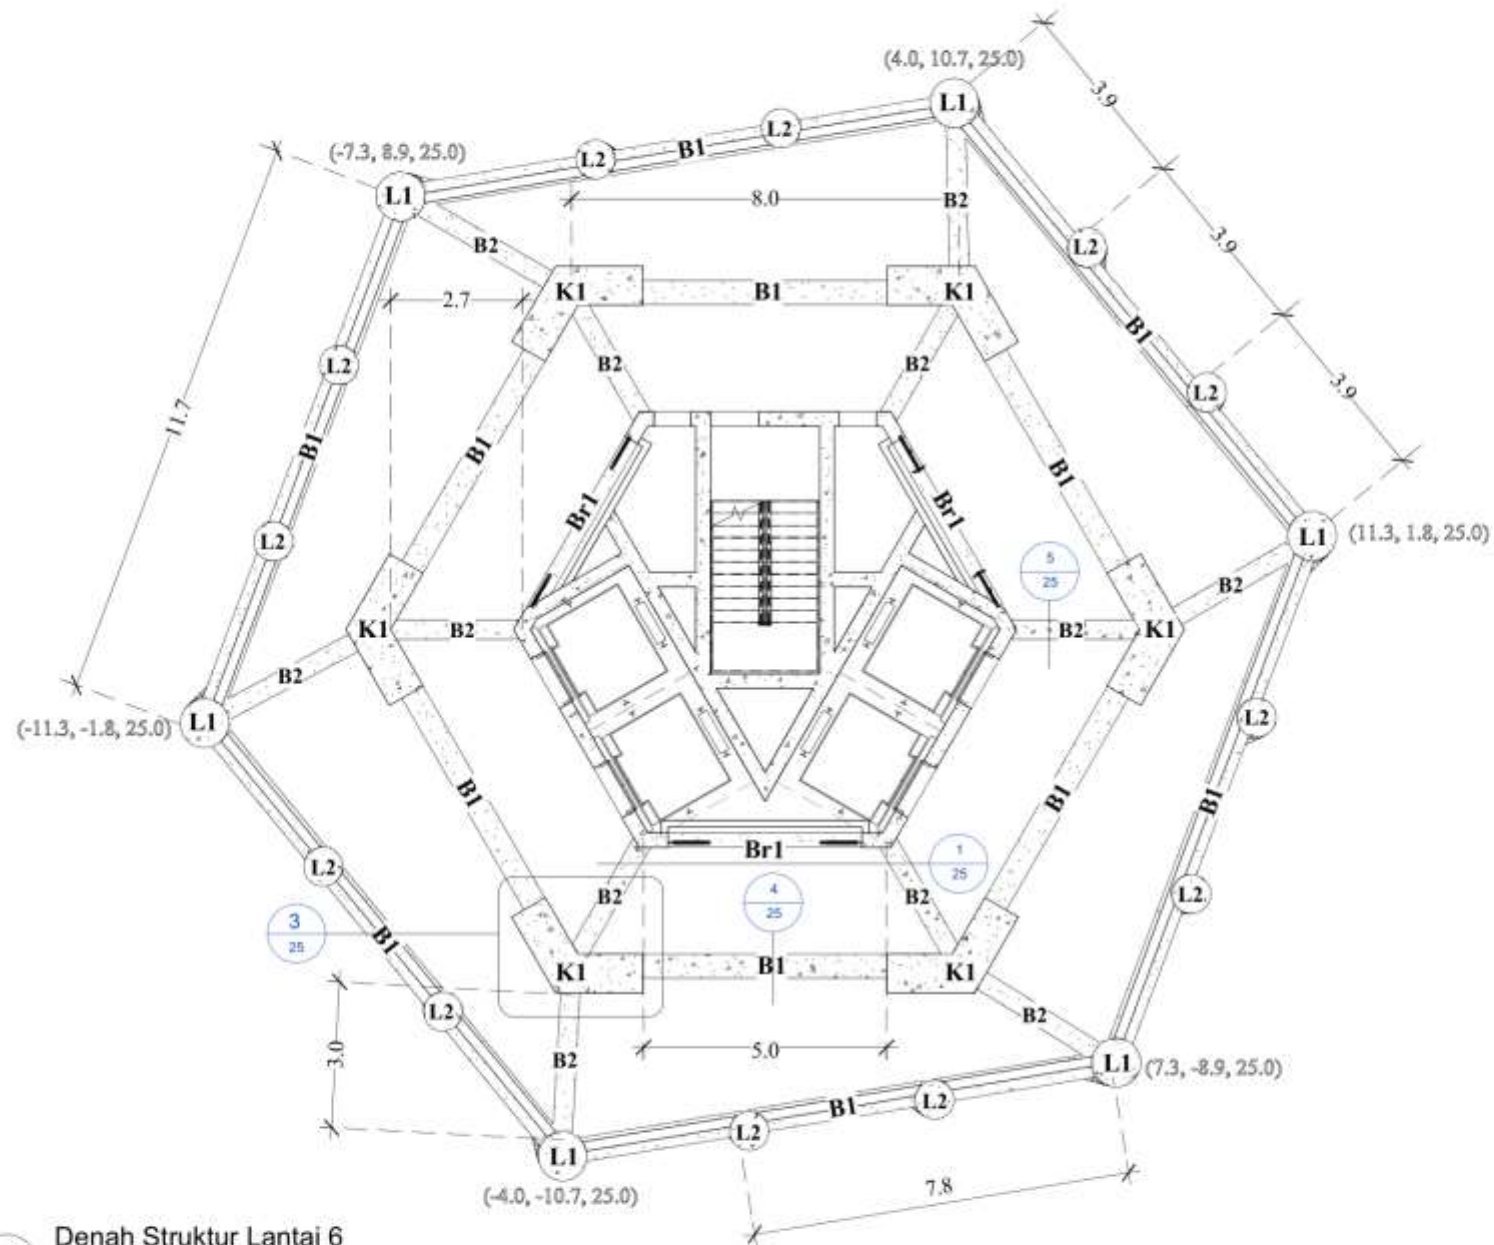 (4.0, 10.7, 25.0)
L1
3.9
(-7.3, 8.9, 25.0)
L2
L2
B1
L1
B2
8.0
B2
L2
3.9
B2
K1
B1
K1
2.7
B1
L2
B2
B2
L2
3.9
11.7
B1
B1
B1
Br1
Br1
L2
L1
(11.3, 1.8, 25.0)
5
25
B2
K1
B2
B2
K1
B2
(-11.3, -1.8, 25.0)
L1
L2
B1
B1
B1
Br1
1
25
L2
B2
4
25
B2
L2
3
25
B1
K1
B1
K1
L2
B2
3.0
B2
5.0
L1
(7.3, -8.9, 25.0)
B1
L2
L2
L1
(-4.0, -10.7, 25.0)
7.8
Denah Struktur Lantai 6